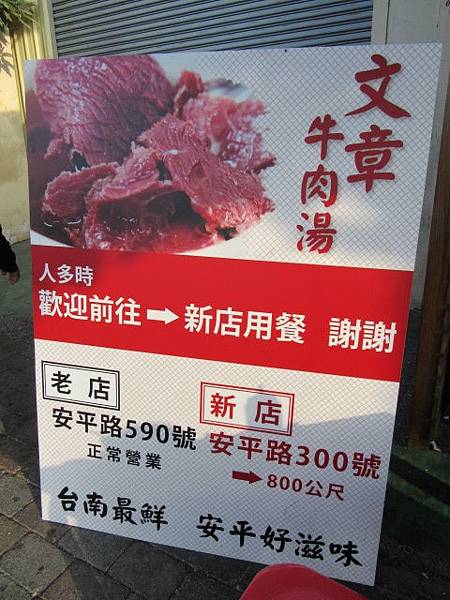 文章
牛肉湯
人多時
歡迎前往➡新店用餐 謝謝
老店
安平路590號
正常營業
新店
安平路300號
➡800公尺
台南最鮮 安平好滋味